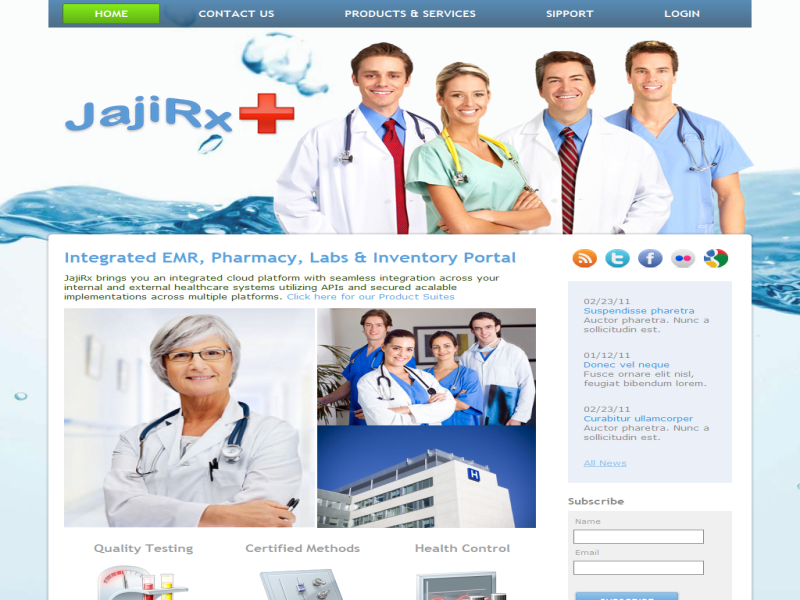 HOME CONTACT US PRODUCTS & SERVICES SIPPORT LOGIN
JajiRx
Integrated EMR, Pharmacy, Labs & Inventory Portal
JajiRx brings you an integrated cloud platform with seamless integration across your
internal and external healthcare systems utilizing APIs and secured acalable
implementations across multiple platforms. Click here for our Product Suites
H
Quality Testing Certified Methods Health Control
02/23/11
Suspendisse pharetra
Auctor pharetra. Nunc a
sollicitudin est.
01/12/11
Donec vel neque
Fusce ornare elit nisl,
feugiat bibendum lorem.
02/23/11
Curabitur ullamcorper
Auctor pharetra. Nunc a
sollicitudin est.
All News
Subscribe
Name
Email
SUBSCRIBE